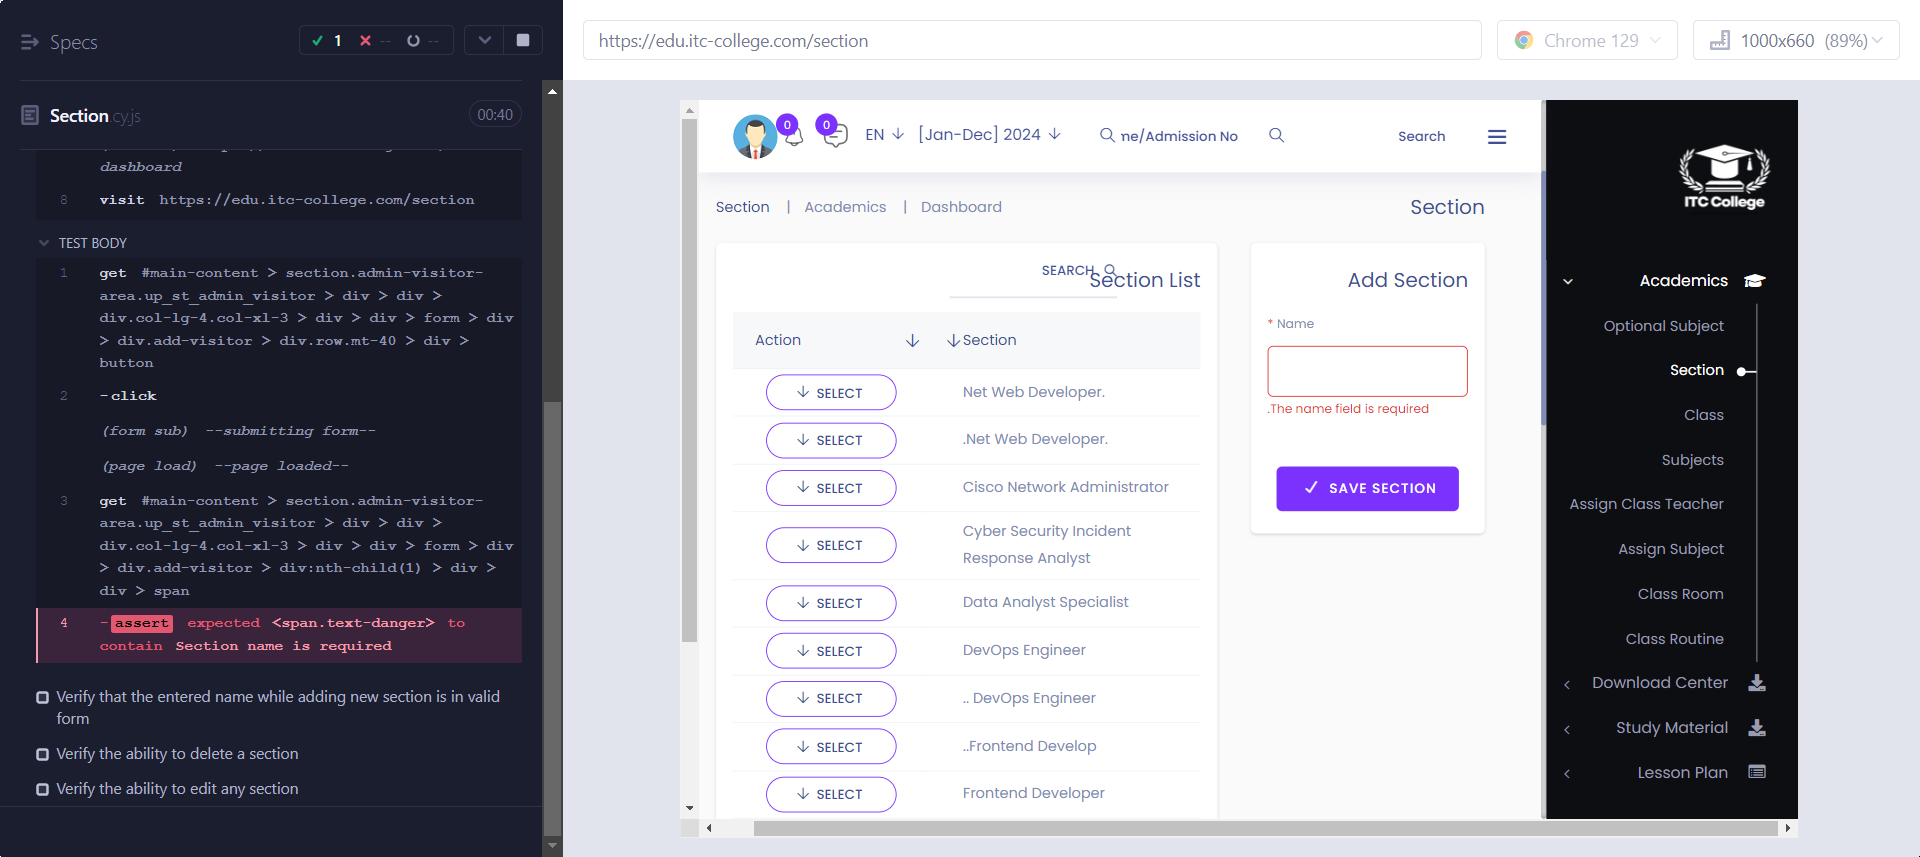 Specs
1
--
--
Section cy.js
00:40
dashboard
8 visit https://edu.itc-college.com/section
TEST BODY
1 get #main-content > section.admin-visitor-
area.up_st_admin_visitor > div > div >
div.col-lg-4.col-xl-3 > div > div > form > div
> div.add-visitor > div.row.mt-40 > div >
button
2 -click
(form sub) --submitting form--
(page load) --page loaded--
3 get #main-content > section.admin-visitor-
area.up_st_admin_visitor > div > div >
div.col-lg-4.col-xl-3 > div > div > form > div
> div.add-visitor > div:nth-child(1) > div >
div > span
4 -assert expected <span.text-danger> to
contain Section name is required
Verify that the entered name while adding new section is in valid
form
Verify the ability to delete a section
Verify the ability to edit any section
https://edu.itc-college.com/section
Chrome 129
1000x660 (89%)
0
0
EN
[Jan-Dec] 2024
ne/Admission No
Search
Section | Academics | Dashboard
Section
SEARCH
Section List
Action
Section
SELECT Net Web Developer.
SELECT .Net Web Developer.
SELECT Cisco Network Administrator
SELECT Cyber Security Incident
Response Analyst
SELECT Data Analyst Specialist
SELECT DevOps Engineer
SELECT .. DevOps Engineer
SELECT ..Frontend Develop
SELECT Frontend Developer
Add Section
* Name
.The name field is required
SAVE SECTION
ITC College
Academics
Optional Subject
Section
Class
Subjects
Assign Class Teacher
Assign Subject
Class Room
Class Routine
Download Center
Study Material
Lesson Plan